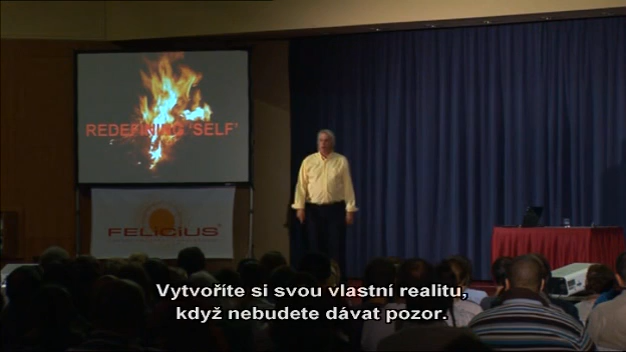 REDEFINING 'SELF'
FELICIUS
Vytvoříte si svou vlastní realitu,
když nebudete dávat pozor.